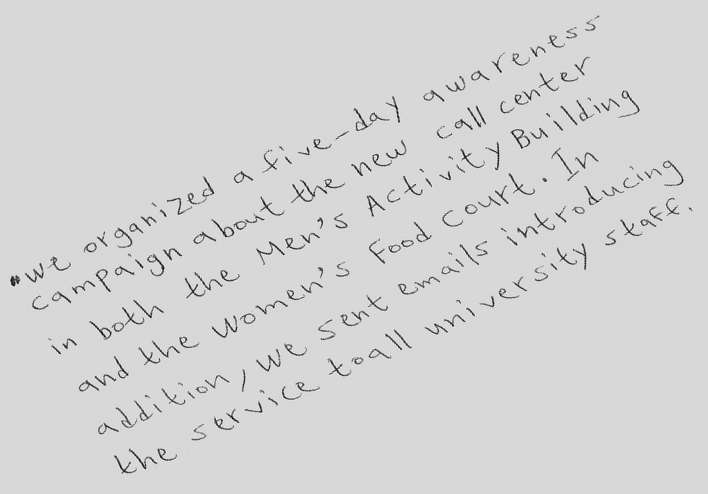 "we organized a five-day awareness
campaign about the new call center
in both the Men's Activity Building
and the Women's Food Court. In
addition, we sent emails introducing
the service toall university staff.